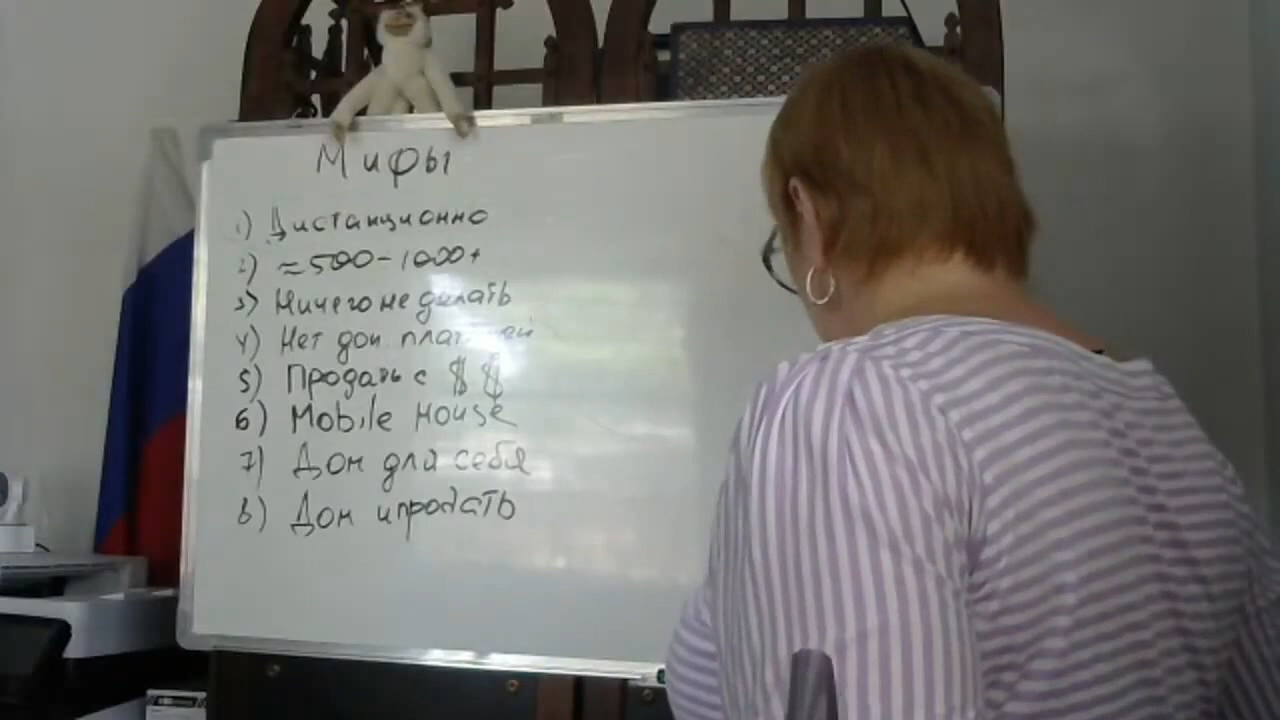 Мифы
1) Дистанционно
2) ≈500-1000+
3) Ничего не делать
4) Нет доп платежей
5) Продать с $ $
6) Mobile House
7) Дом для себя
8) Дом и продать